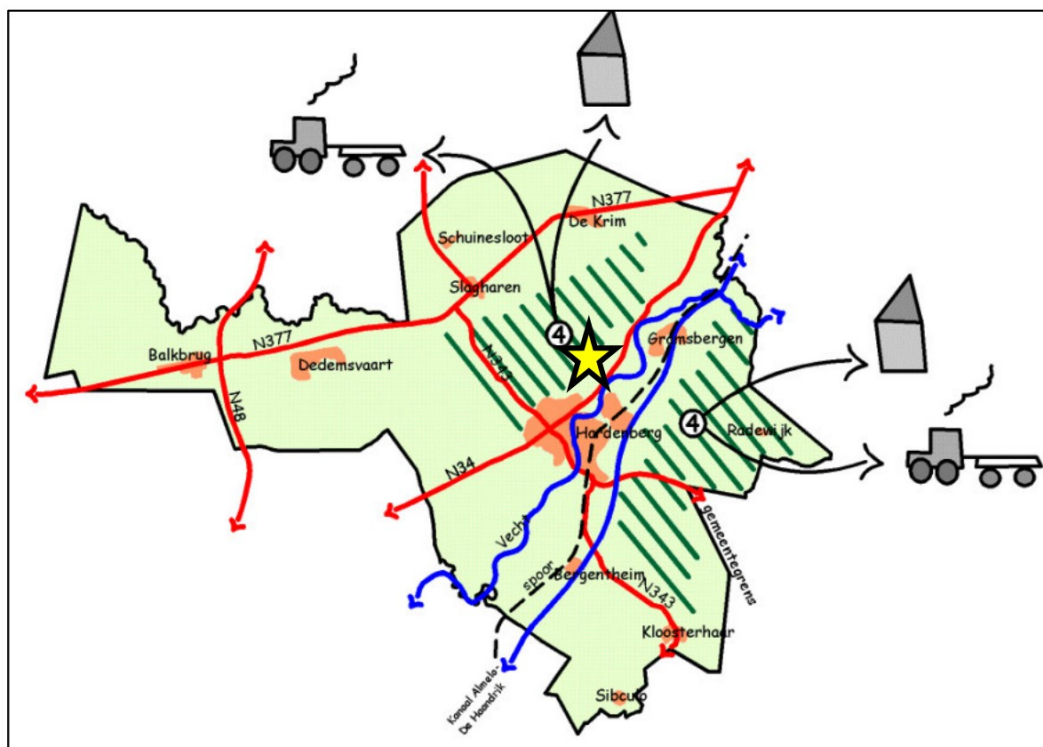 N377
De Krim
Schuinesloot
Slagharen
4
N377
Balkbrug
Dedemsvaart
N343
Gramsbergen
N48
Hardenberg
4
Radewijk
N34
Vecht
gemeentegrens
spoor
Bergentheim
N343
Kloosterhaar
Kanaal Almelo-
De Haandrik
Sibculo